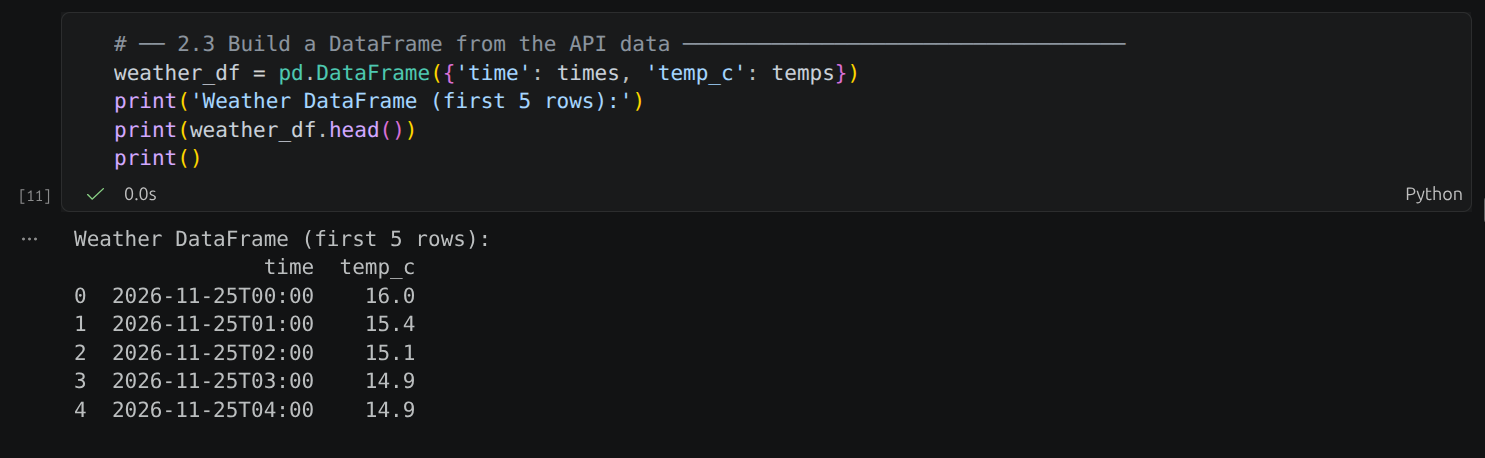 # ── 2.3 Build a DataFrame from the API data ───────────────────────────────────
weather_df = pd.DataFrame({'time': times, 'temp_c': temps})
print('Weather DataFrame (first 5 rows):')
print(weather_df.head())
print()
[11] ✓ 0.0s Python
... Weather DataFrame (first 5 rows):
               time  temp_c
0  2026-11-25T00:00    16.0
1  2026-11-25T01:00    15.4
2  2026-11-25T02:00    15.1
3  2026-11-25T03:00    14.9
4  2026-11-25T04:00    14.9